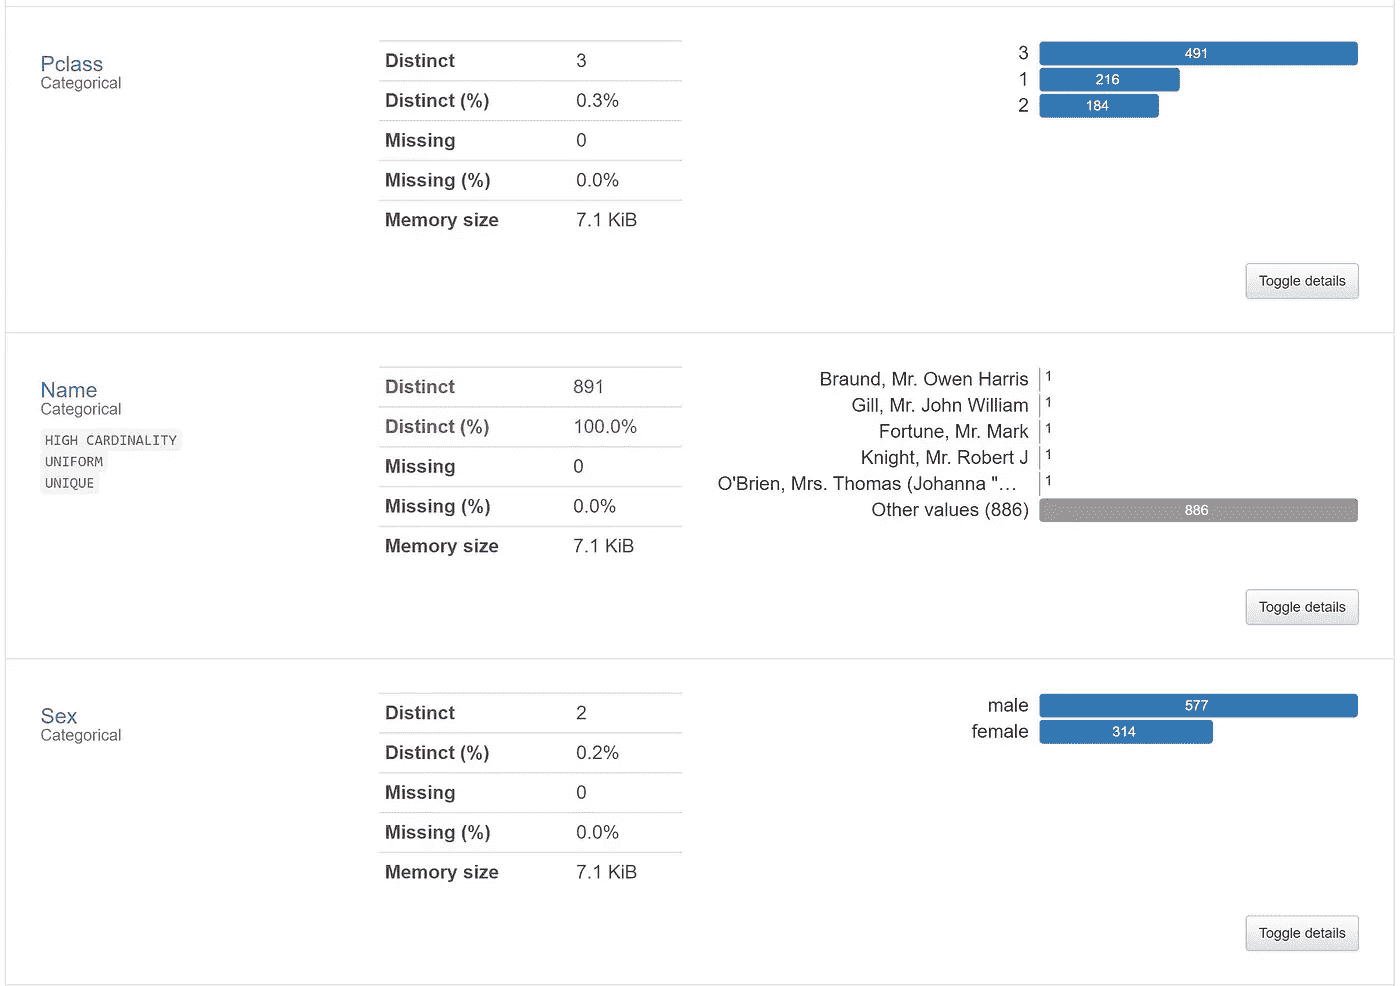 Pclass
Categorical
Distinct 3
Distinct (%) 0.3%
Missing 0
Missing (%) 0.0%
Memory size 7.1 KiB
3 491
1 216
2 184
Toggle details
Name
Categorical
HIGH CARDINALITY
UNIFORM
UNIQUE
Distinct 891
Distinct (%) 100.0%
Missing 0
Missing (%) 0.0%
Memory size 7.1 KiB
Braund, Mr. Owen Harris 1
Gill, Mr. John William 1
Fortune, Mr. Mark 1
Knight, Mr. Robert J 1
O'Brien, Mrs. Thomas (Johanna "... 1
Other values (886) 886
Toggle details
Sex
Categorical
Distinct 2
Distinct (%) 0.2%
Missing 0
Missing (%) 0.0%
Memory size 7.1 KiB
male 577
female 314
Toggle details